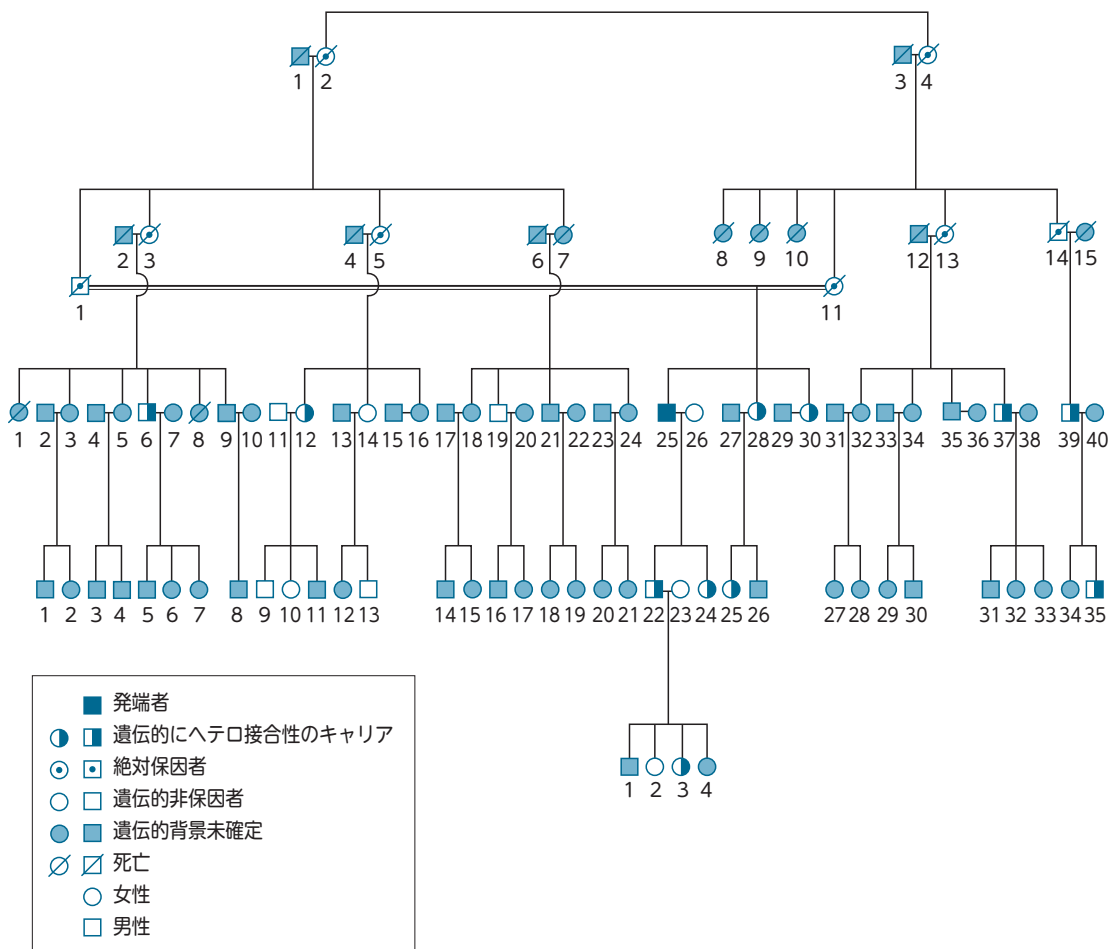 1 2 3 4
2 3 4 5 6 7 8 9 10 12 13 14 15
1 11
1 2 3 4 5 6 7 8 9 10 11 12 13 14 15 16 17 18 19 20 21 22 23 24 25 26 27 28 29 30 31 32 33 34 35 36 37 38 39 40
1 2 3 4 5 6 7 8 9 10 11 12 13 14 15 16 17 18 19 20 21 22 23 24 25 26 27 28 29 30 31 32 33 34 35
発端者
遺伝的にヘテロ接合性のキャリア
絶対保因者
遺伝的非保因者
遺伝的背景未確定
死亡
女性
男性
1 2 3 4